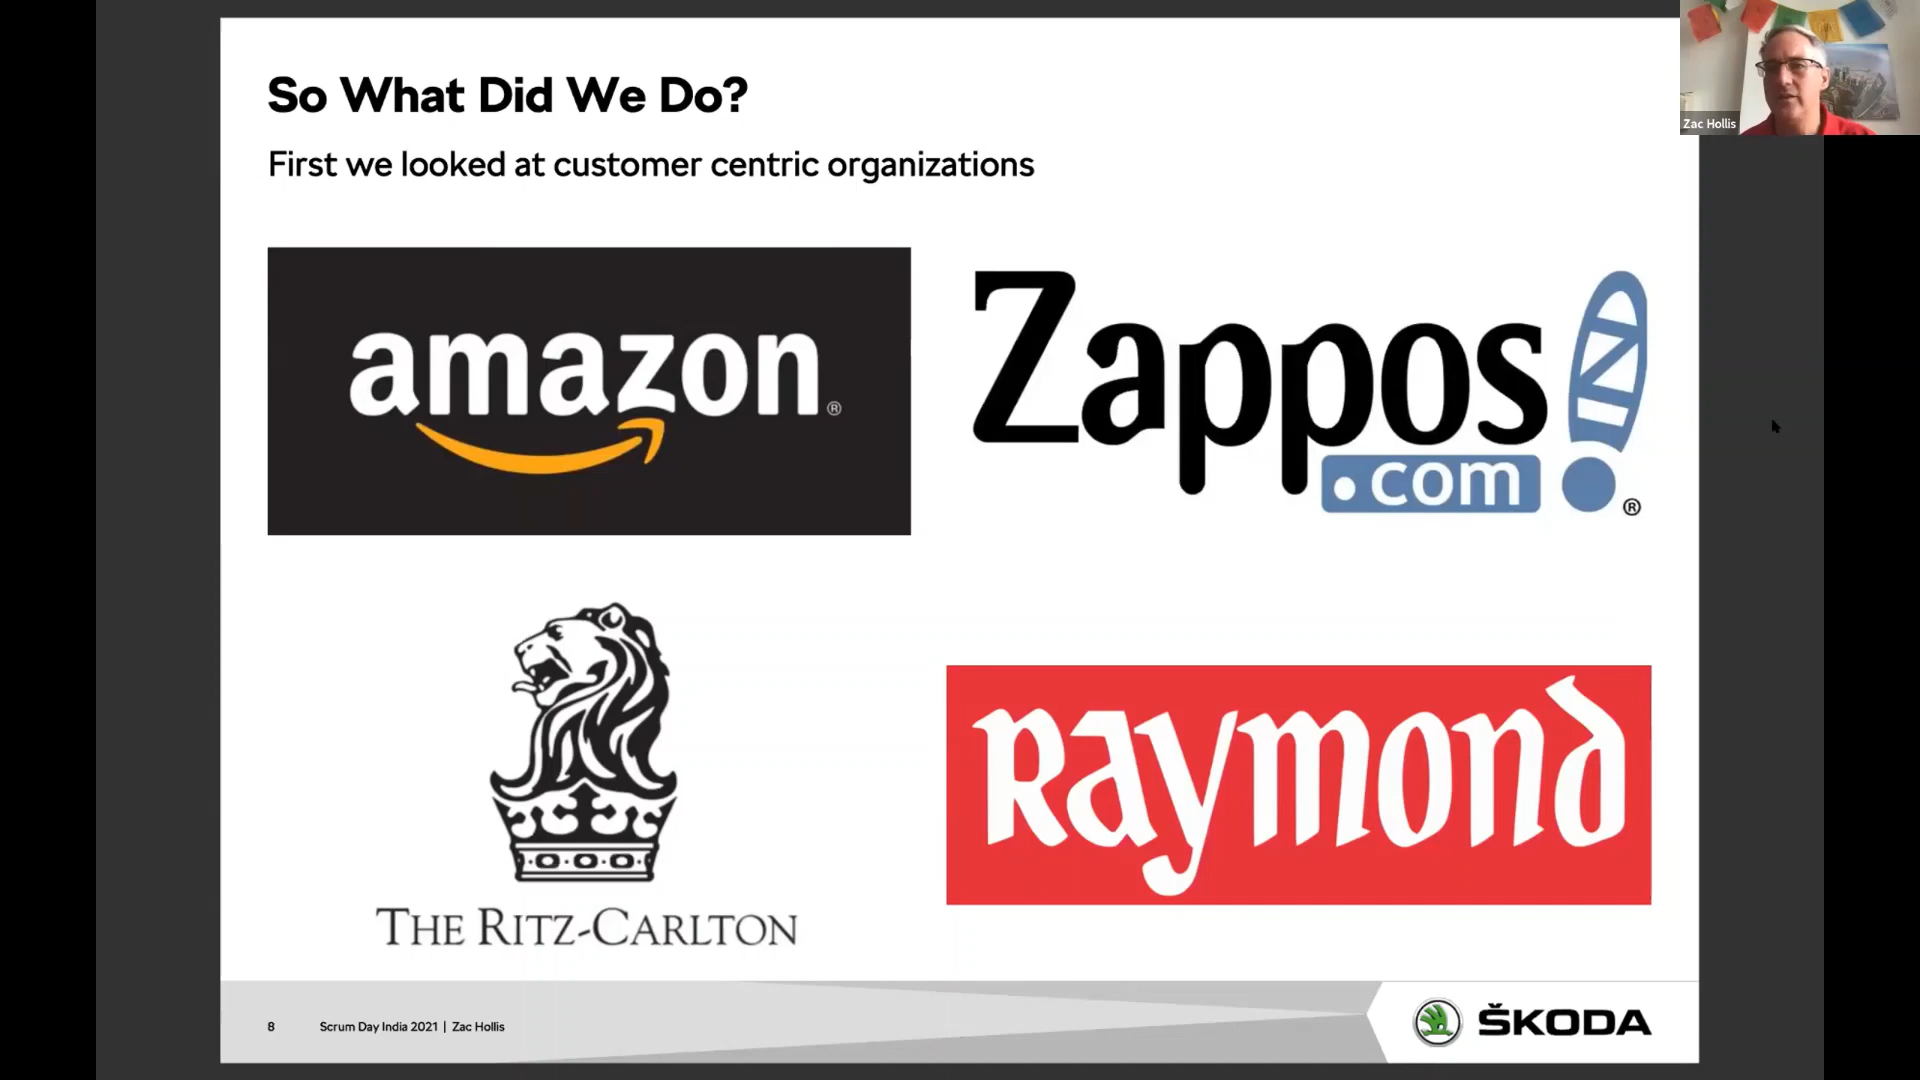 So What Did We Do?
First we looked at customer centric organizations
Zac Hollis
amazon®
Zappos
.com
®
THE RITZ-CARLTON
Raymond
8 Scrum Day India 2021 | Zac Hollis
ŠKODA